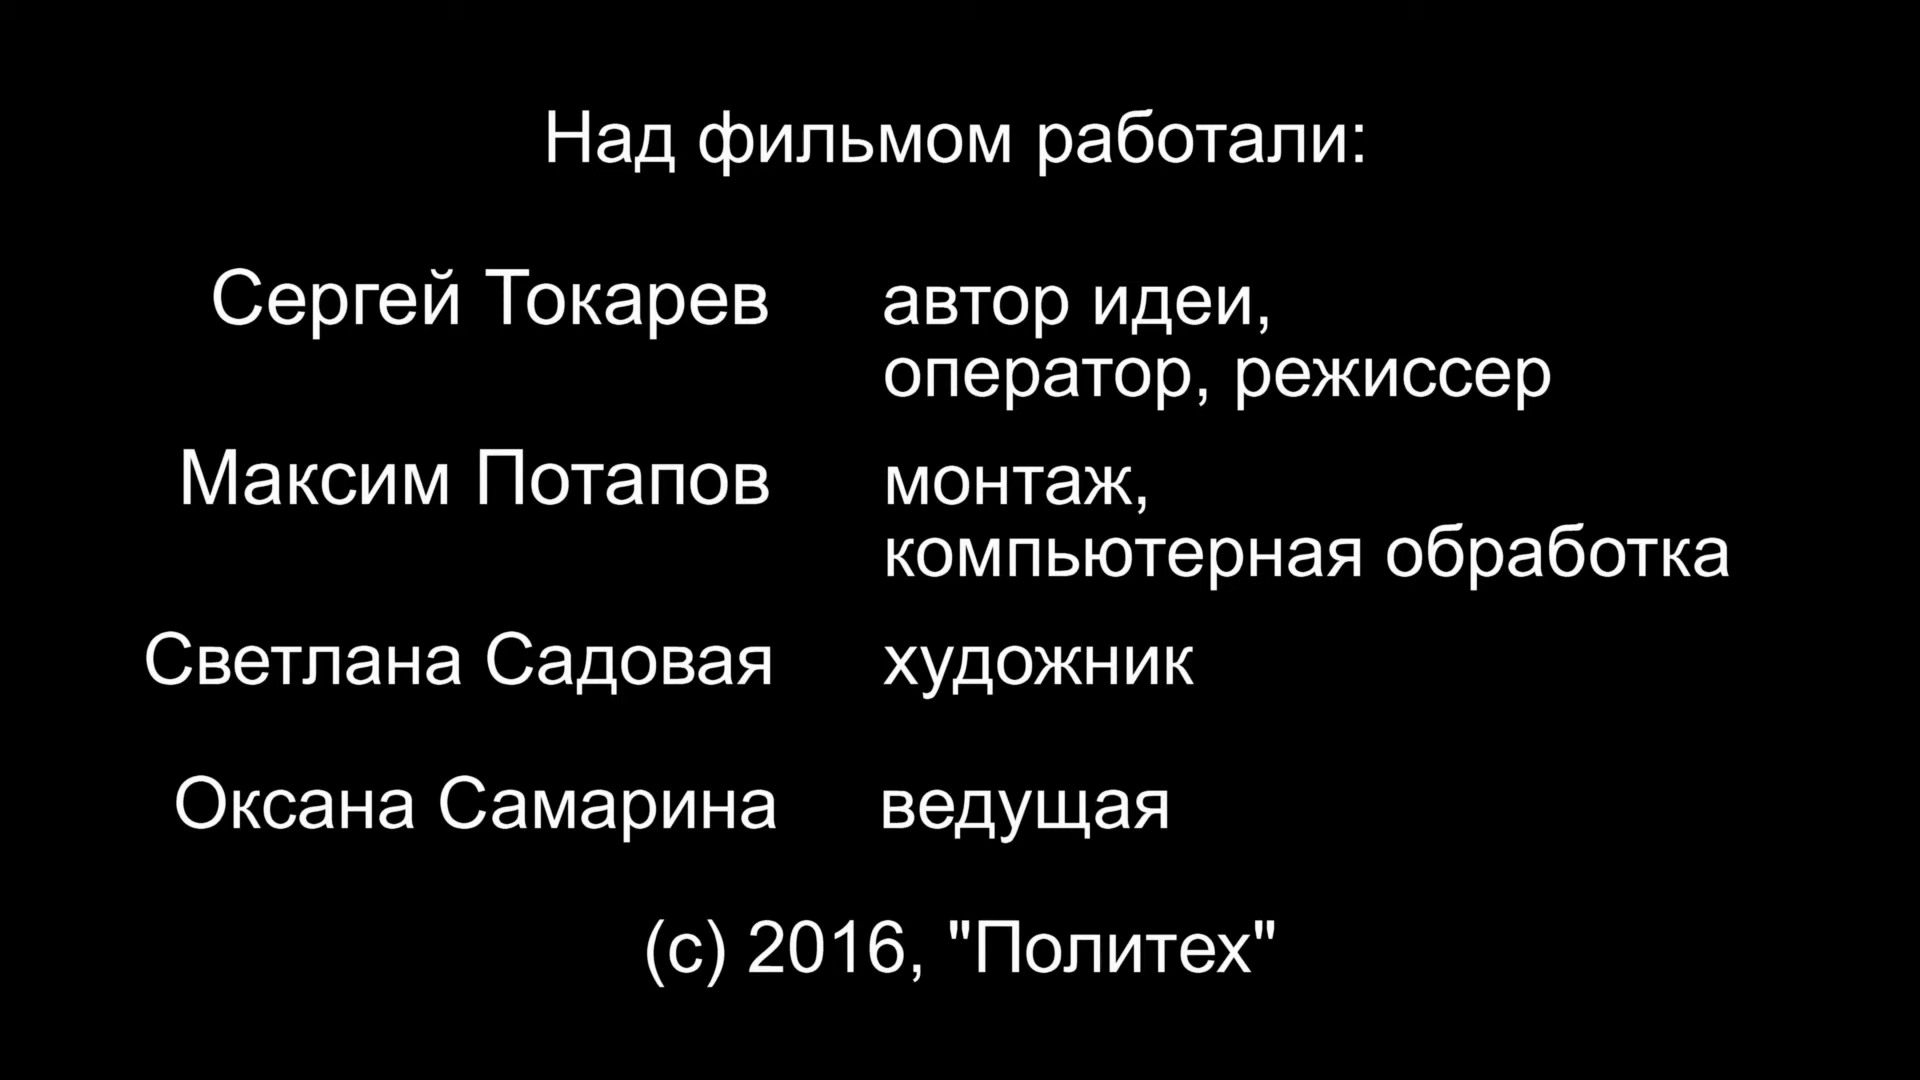 Над фильмом работали:
Сергей Токарев автор идеи,
оператор, режиссер
Максим Потапов монтаж,
компьютерная обработка
Светлана Садовая художник
Оксана Самарина ведущая
(с) 2016, "Политех"